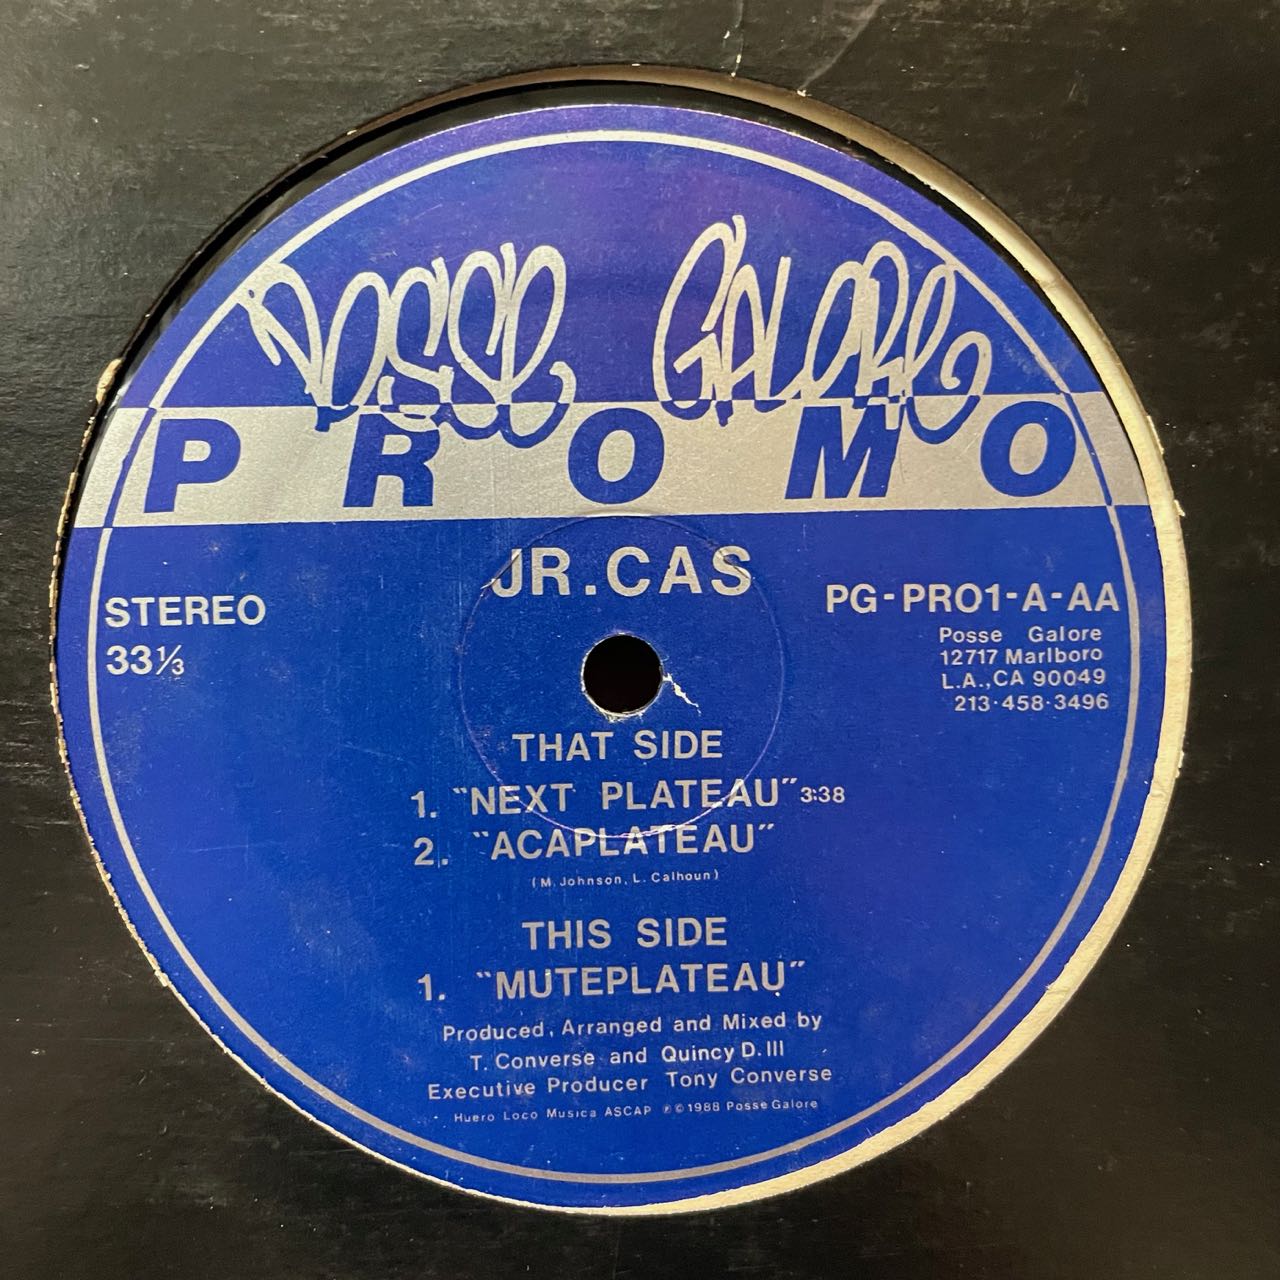 POSSE GALORE
PROMO
JR.CAS
STEREO
33⅓
PG-PRO1-A-AA
Posse Galore
12717 Marlboro
L.A.,CA 90049
213·458·3496
THAT SIDE
1. "NEXT PLATEAU" 3:38
2. "ACAPLATEAU"
(M. Johnson, L. Calhoun)
THIS SIDE
1. "MUTEPLATEAU"
Produced, Arranged and Mixed by
T. Converse and Quincy D. III
Executive Producer Tony Converse
Huero Loco Musica ASCAP ℗©1988 Posse Galore